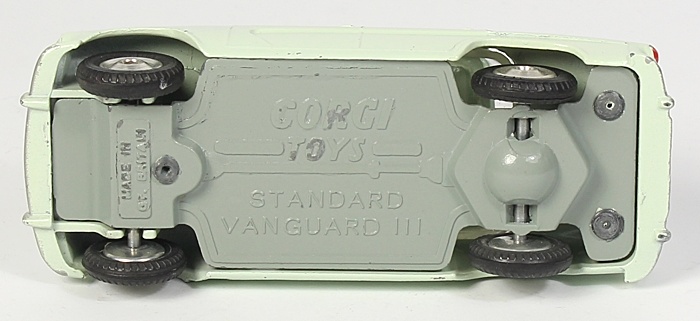 CORGI
TOYS
STANDARD
VANGUARD III
MADE IN
GT. BRITAIN